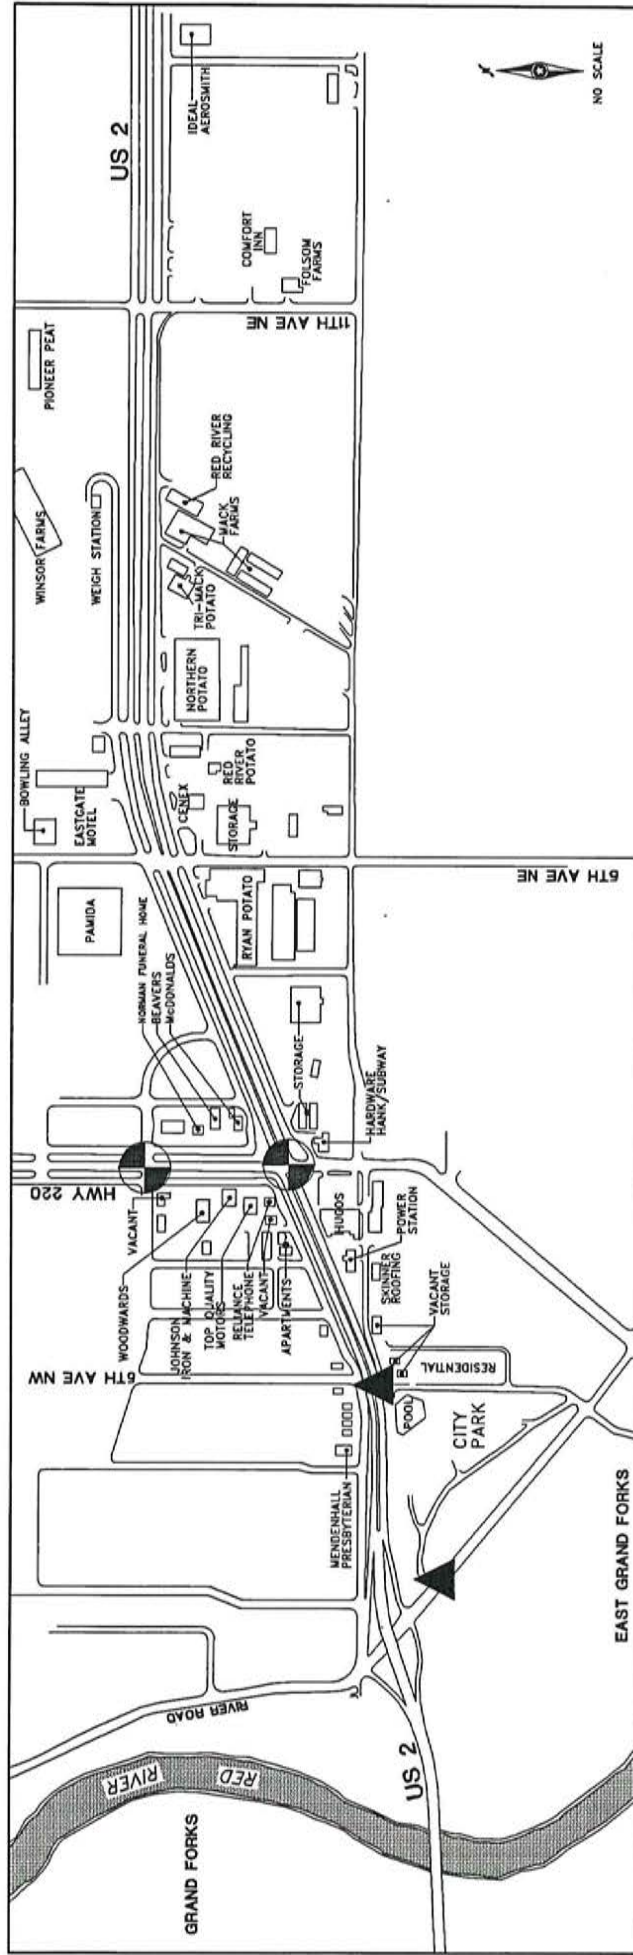 GRAND FORKS
RED
RIVER
US 2
EAST GRAND FORKS
RIVER ROAD
MENDENHALL
PRESBYTERIAN
5TH AVE NW
POOL
CITY
PARK
RESIDENTIAL
VACANT
STORAGE
SKINNER
ROOFING
POWER
STATION
HUGOS
HARDWARE
HANK/SUBWAY
VACANT
WOODWARDS
JOHNSON
IRON & MACHINE
TOP QUALITY
MOTORS
RELIANCE
TELEPHONE
VACANT
APARTMENTS
HWY 220
NORMAN FUNERAL HOME
BEAVERS
McDONALDS
STORAGE
PAMIDA
RYAN POTATO
6TH AVE NE
BOWLING ALLEY
EASTGATE
MOTEL
CENEX
STORAGE
RED
RIVER
POTATO
NORTHERN
POTATO
TRI-MACK
POTATO
MACK
FARMS
RED RIVER
RECYCLING
WEIGH STATION
WINSOR FARMS
PIONEER PEAT
11TH AVE NE
COMFORT
INN
FOLSOM
FARMS
US 2
IDEAL
AEROSMITH
NO SCALE